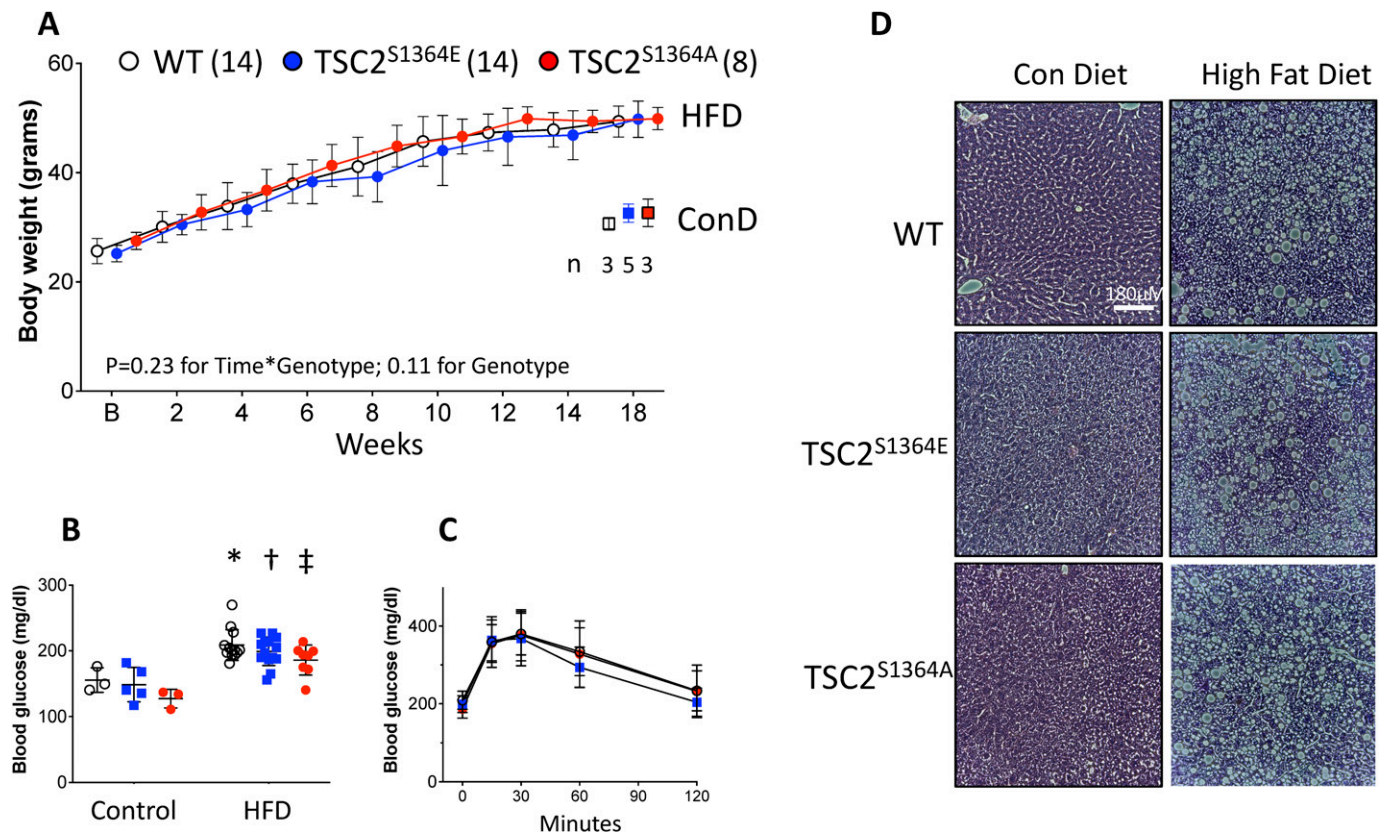 A
WT (14) TSC2S1364E (14) TSC2S1364A (8)
60
40
20
0
Body weight (grams)
HFD
ConD
n 3 5 3
P=0.23 for Time*Genotype; 0.11 for Genotype
B 2 4 6 8 10 12 14 18
Weeks
B
* † ‡
300
200
100
0
Blood glucose (mg/dl)
Control HFD
C
400
200
0
Blood glucose (mg/dl)
0 30 60 90 120
Minutes
D
Con Diet High Fat Diet
WT
180µM
TSC2S1364E
TSC2S1364A